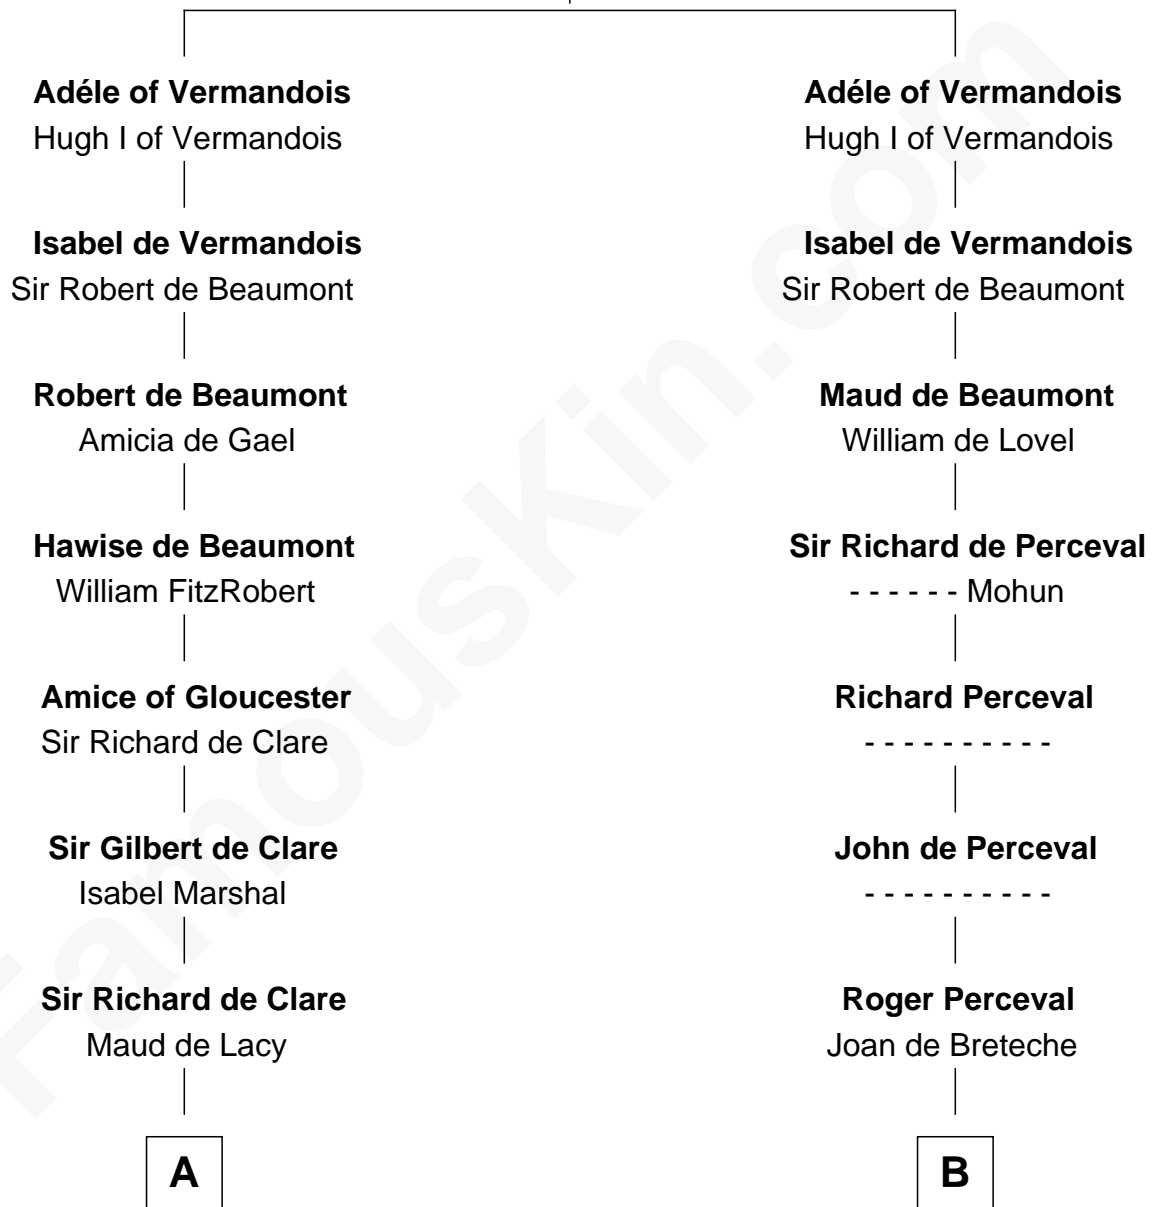 Adéle of Vermandois
Hugh I of Vermandois
Isabel de Vermandois
Sir Robert de Beaumont
Robert de Beaumont
Amicia de Gael
Hawise de Beaumont
William FitzRobert
Amice of Gloucester
Sir Richard de Clare
Sir Gilbert de Clare
Isabel Marshal
Sir Richard de Clare
Maud de Lacy
A
Adéle of Vermandois
Hugh I of Vermandois
Isabel de Vermandois
Sir Robert de Beaumont
Maud de Beaumont
William de Lovel
Sir Richard de Perceval
- - - - - - Mohun
Richard Perceval
- - - - - - - - - -
John de Perceval
- - - - - - - - - -
Roger Perceval
Joan de Breteche
B
FamousKin.com